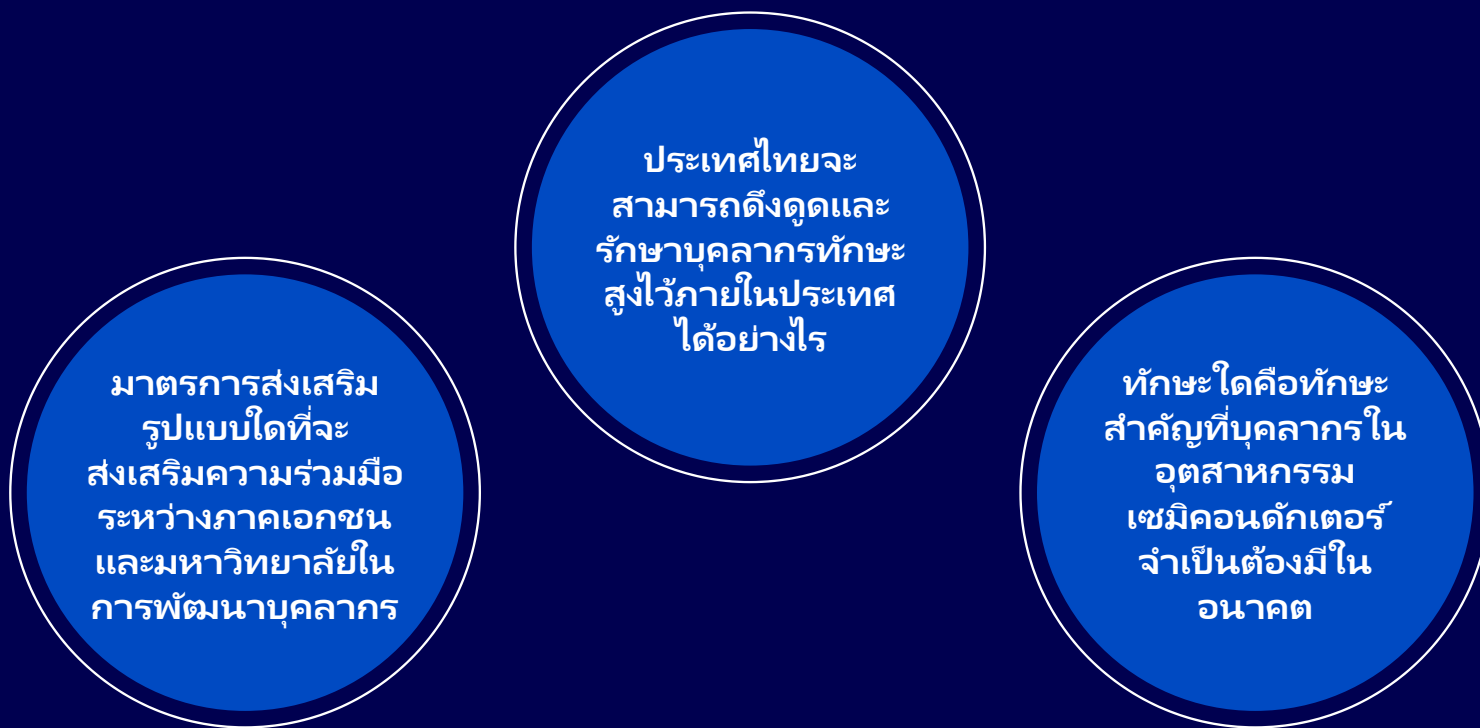 มาตรการส่งเสริม
รูปแบบใดที่จะ
ส่งเสริมความร่วมมือ
ระหว่างภาคเอกชน
และมหาวิทยาลัยใน
การพัฒนาบุคลากร
ประเทศไทยจะ
สามารถดึงดูดและ
รักษาบุคลากรทักษะ
สูงไว้ภายในประเทศ
ได้อย่างไร
ทักษะใดคือทักษะ
สำคัญที่บุคลากรใน
อุตสาหกรรม
เซมิคอนดักเตอร์
จำเป็นต้องมีใน
อนาคต